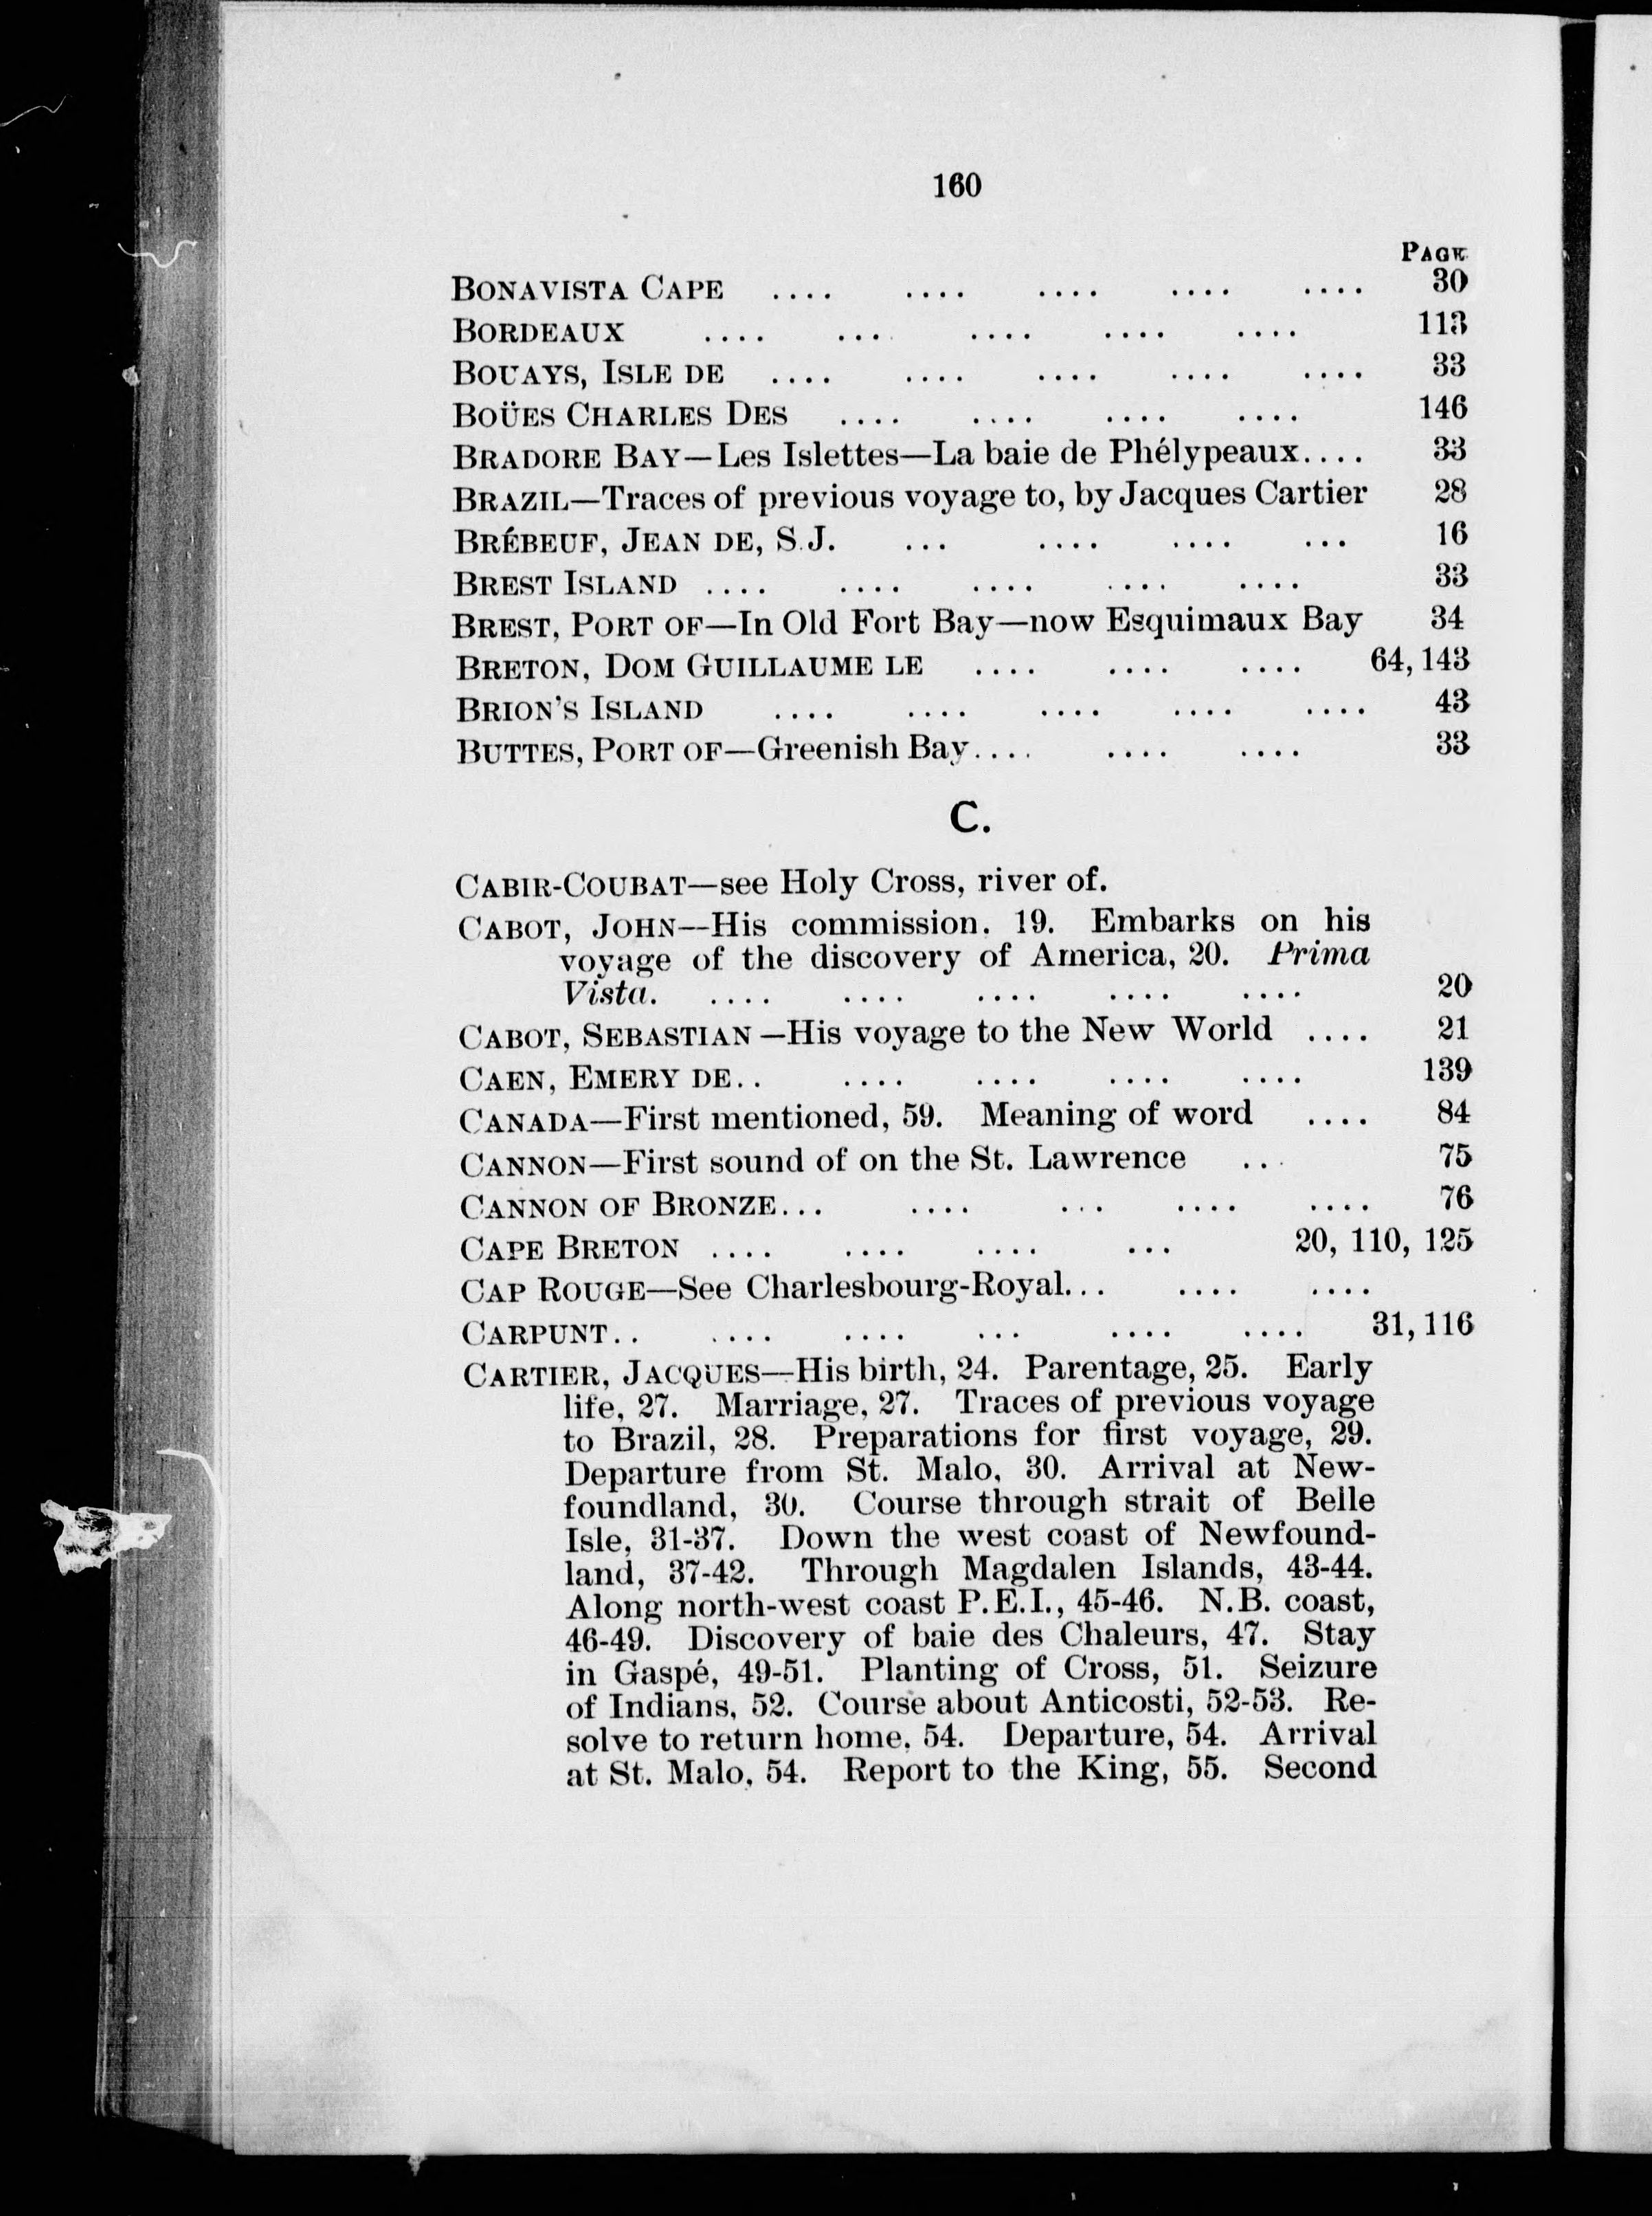 160
PAGE
BONAVISTA CAPE .... .... .... .... .... 30
BORDEAUX .... ... .... .... .... 113
BOUAYS, ISLE DE .... .... .... .... .... 33
BOÜES CHARLES DES .... .... .... .... 146
BRADORE BAY—Les Islettes—La baie de Phélypeaux.... 33
BRAZIL—Traces of previous voyage to, by Jacques Cartier 28
BRÉBEUF, JEAN DE, S.J. ... .... .... ... 16
BREST ISLAND .... .... .... .... .... 33
BREST, PORT OF—In Old Fort Bay—now Esquimaux Bay 34
BRETON, DOM GUILLAUME LE .... .... .... 64, 143
BRION'S ISLAND .... .... .... .... .... 43
BUTTES, PORT OF—Greenish Bay.... .... .... 33
C.
CABIR-COUBAT—see Holy Cross, river of.
CABOT, JOHN—His commission. 19. Embarks on his
voyage of the discovery of America, 20. Prima
Vista. .... .... .... .... .... 20
CABOT, SEBASTIAN—His voyage to the New World .... 21
CAEN, EMERY DE.. .... .... .... .... 139
CANADA—First mentioned, 59. Meaning of word .... 84
CANNON—First sound of on the St. Lawrence ... 75
CANNON OF BRONZE... .... ... .... .... 76
CAPE BRETON .... .... .... ... 20, 110, 125
CAP ROUGE—See Charlesbourg-Royal... .... ....
CARPUNT.. .... .... ... .... .... 31, 116
CARTIER, JACQUES—His birth, 24. Parentage, 25. Early
life, 27. Marriage, 27. Traces of previous voyage
to Brazil, 28. Preparations for first voyage, 29.
Departure from St. Malo, 30. Arrival at New-
foundland, 30. Course through strait of Belle
Isle, 31-37. Down the west coast of Newfound-
land, 37-42. Through Magdalen Islands, 43-44.
Along north-west coast P.E.I., 45-46. N.B. coast,
46-49. Discovery of baie des Chaleurs, 47. Stay
in Gaspé, 49-51. Planting of Cross, 51. Seizure
of Indians, 52. Course about Anticosti, 52-53. Re-
solve to return home, 54. Departure, 54. Arrival
at St. Malo, 54. Report to the King, 55. Second